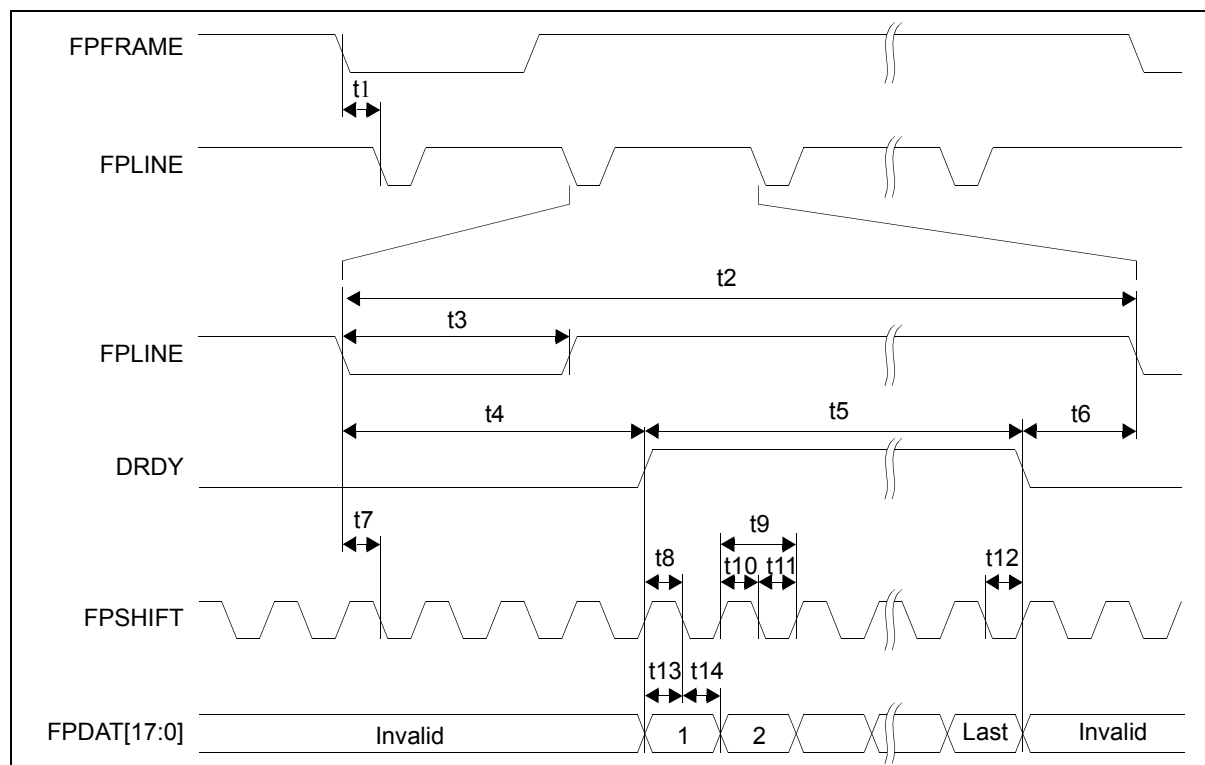 FPFRAME
t1
FPLINE
t2
t3
FPLINE
t4 t5 t6
DRDY
t7 t9
t8 t10 t11 t12
FPSHIFT
t13 t14
FPDAT[17:0] Invalid 1 2 Last Invalid